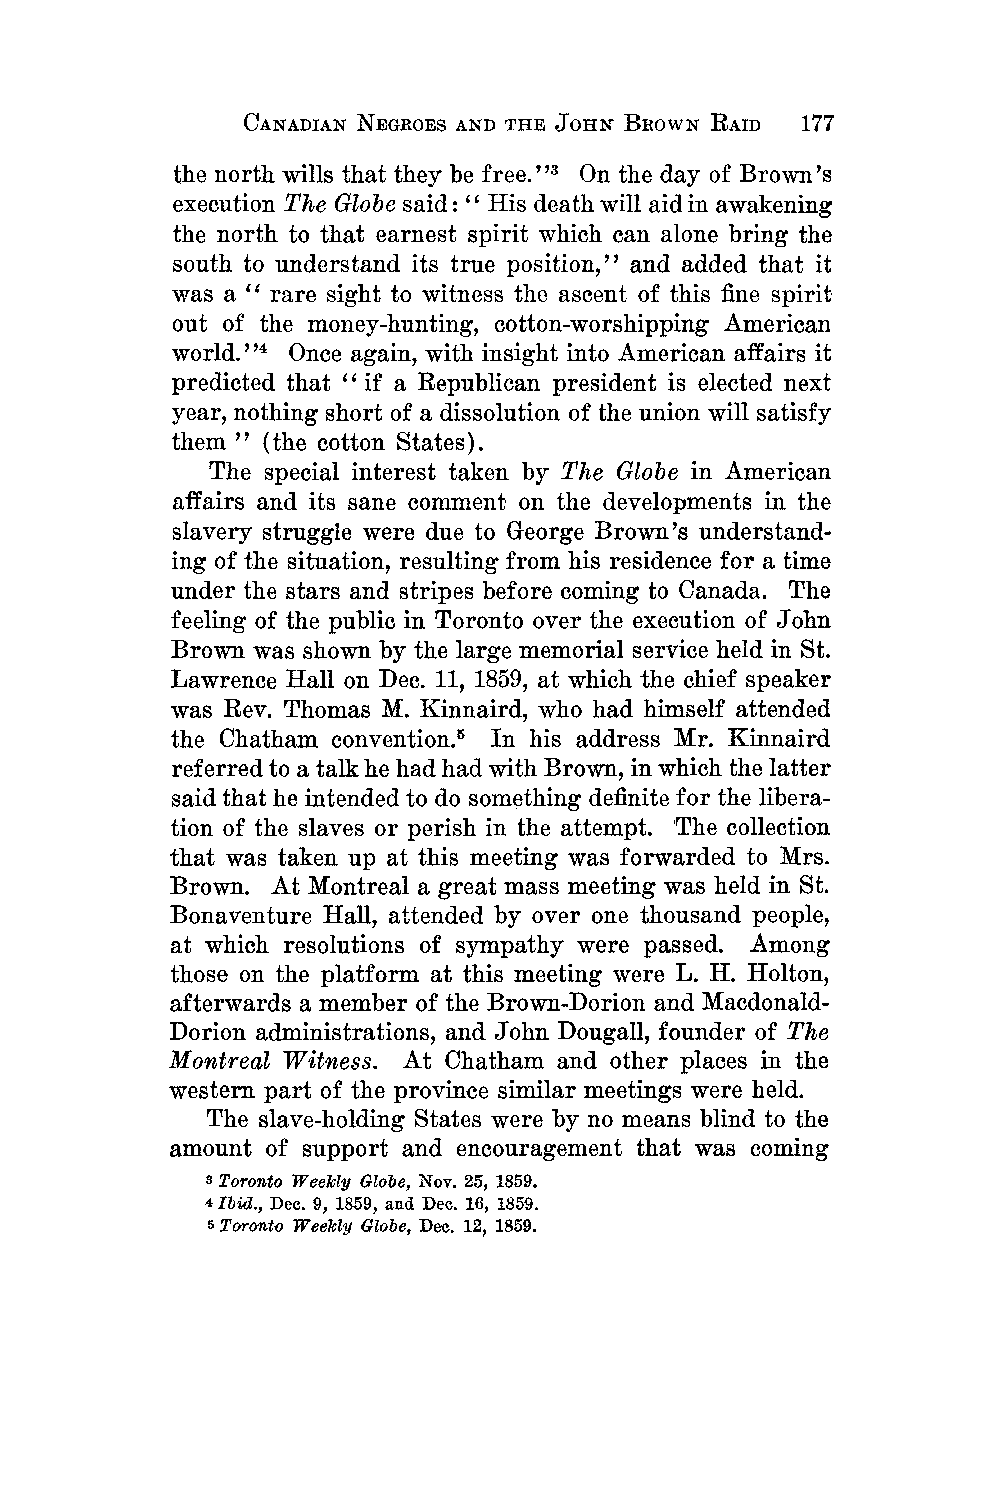 CANADIAN NEGROES AND THE JOHN BROWN RAID 177
the north wills that they be free.''³ On the day of Brown's
execution The Globe said: '' His death will aid in awakening
the north to that earnest spirit which can alone bring the
south to understand its true position,'' and added that it
was a '' rare sight to witness the ascent of this fine spirit
out of the money-hunting, cotton-worshipping American
world.''⁴ Once again, with insight into American affairs it
predicted that '' if a Republican president is elected next
year, nothing short of a dissolution of the union will satisfy
them '' (the cotton States).
The special interest taken by The Globe in American
affairs and its sane comment on the developments in the
slavery struggle were due to George Brown's understand-
ing of the situation, resulting from his residence for a time
under the stars and stripes before coming to Canada. The
feeling of the public in Toronto over the execution of John
Brown was shown by the large memorial service held in St.
Lawrence Hall on Dec. 11, 1859, at which the chief speaker
was Rev. Thomas M. Kinnaird, who had himself attended
the Chatham convention.⁵ In his address Mr. Kinnaird
referred to a talk he had had with Brown, in which the latter
said that he intended to do something definite for the libera-
tion of the slaves or perish in the attempt. The collection
that was taken up at this meeting was forwarded to Mrs.
Brown. At Montreal a great mass meeting was held in St.
Bonaventure Hall, attended by over one thousand people,
at which resolutions of sympathy were passed. Among
those on the platform at this meeting were L. H. Holton,
afterwards a member of the Brown-Dorion and Macdonald-
Dorion administrations, and John Dougall, founder of The
Montreal Witness. At Chatham and other places in the
western part of the province similar meetings were held.
The slave-holding States were by no means blind to the
amount of support and encouragement that was coming
³ Toronto Weekly Globe, Nov. 25, 1859.
⁴ Ibid., Dec. 9, 1859, and Dec. 16, 1859.
⁵ Toronto Weekly Globe, Dec. 12, 1859.